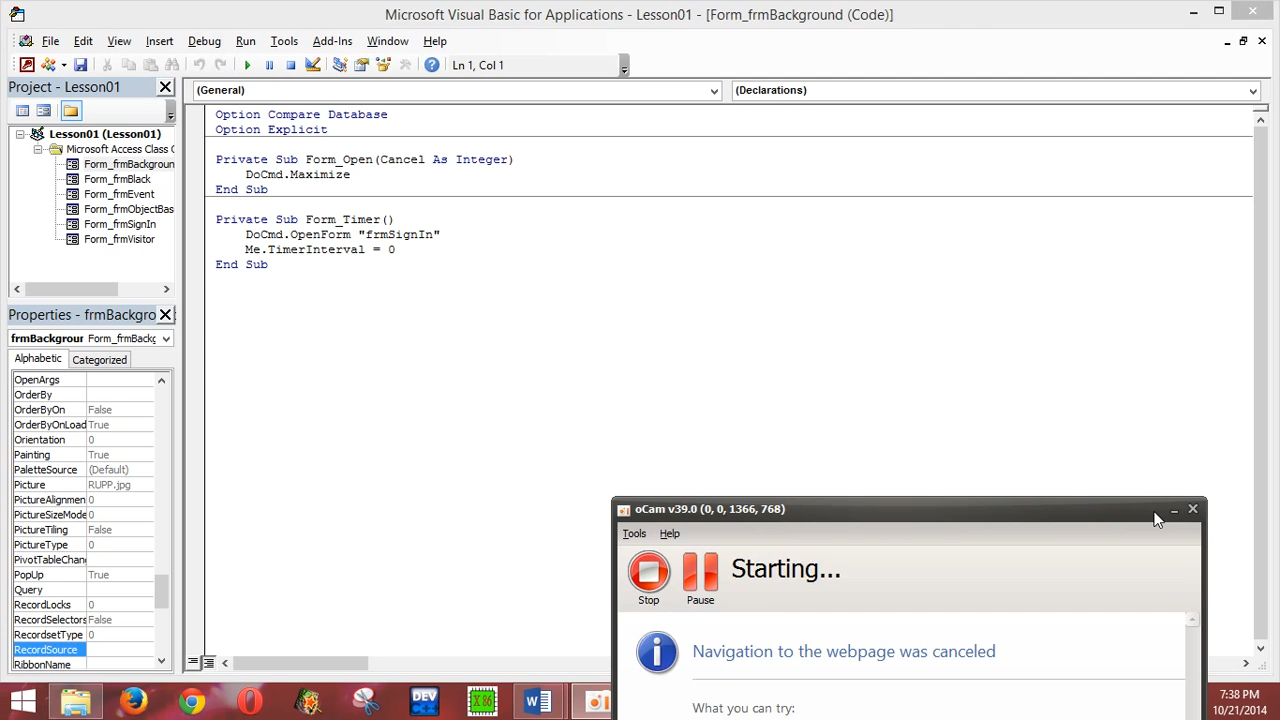 Microsoft Visual Basic for Applications - Lesson01 - [Form_frmBackground (Code)]
File Edit View Insert Debug Run Tools Add-Ins Window Help
Ln 1, Col 1
Project - Lesson01
(General)
(Declarations)
Lesson01 (Lesson01)
Microsoft Access Class O
Form_frmBackgroun
Form_frmBlack
Form_frmEvent
Form_frmObjectBas
Form_frmSignIn
Form_frmVisitor
Option Compare Database
Option Explicit
Private Sub Form_Open(Cancel As Integer)
DoCmd.Maximize
End Sub
Private Sub Form_Timer()
DoCmd.OpenForm "frmSignIn"
Me.TimerInterval = 0
End Sub
Properties - frmBackgro
frmBackgrour Form_frmBackg
Alphabetic Categorized
OpenArgs
OrderBy
OrderByOn False
OrderByOnLoad True
Orientation 0
Painting True
PaletteSource (Default)
Picture RUPP.jpg
PictureAlignmen 0
PictureSizeMode 0
PictureTiling False
PictureType 0
PivotTableChan
PopUp True
Query
RecordLocks 0
RecordSelectors False
RecordsetType 0
RecordSource
RibbonName
oCam v39.0 (0, 0, 1366, 768)
Tools Help
Starting...
Stop Pause
Navigation to the webpage was canceled
What you can try:
DEV
X 86
7:38 PM
10/21/2014